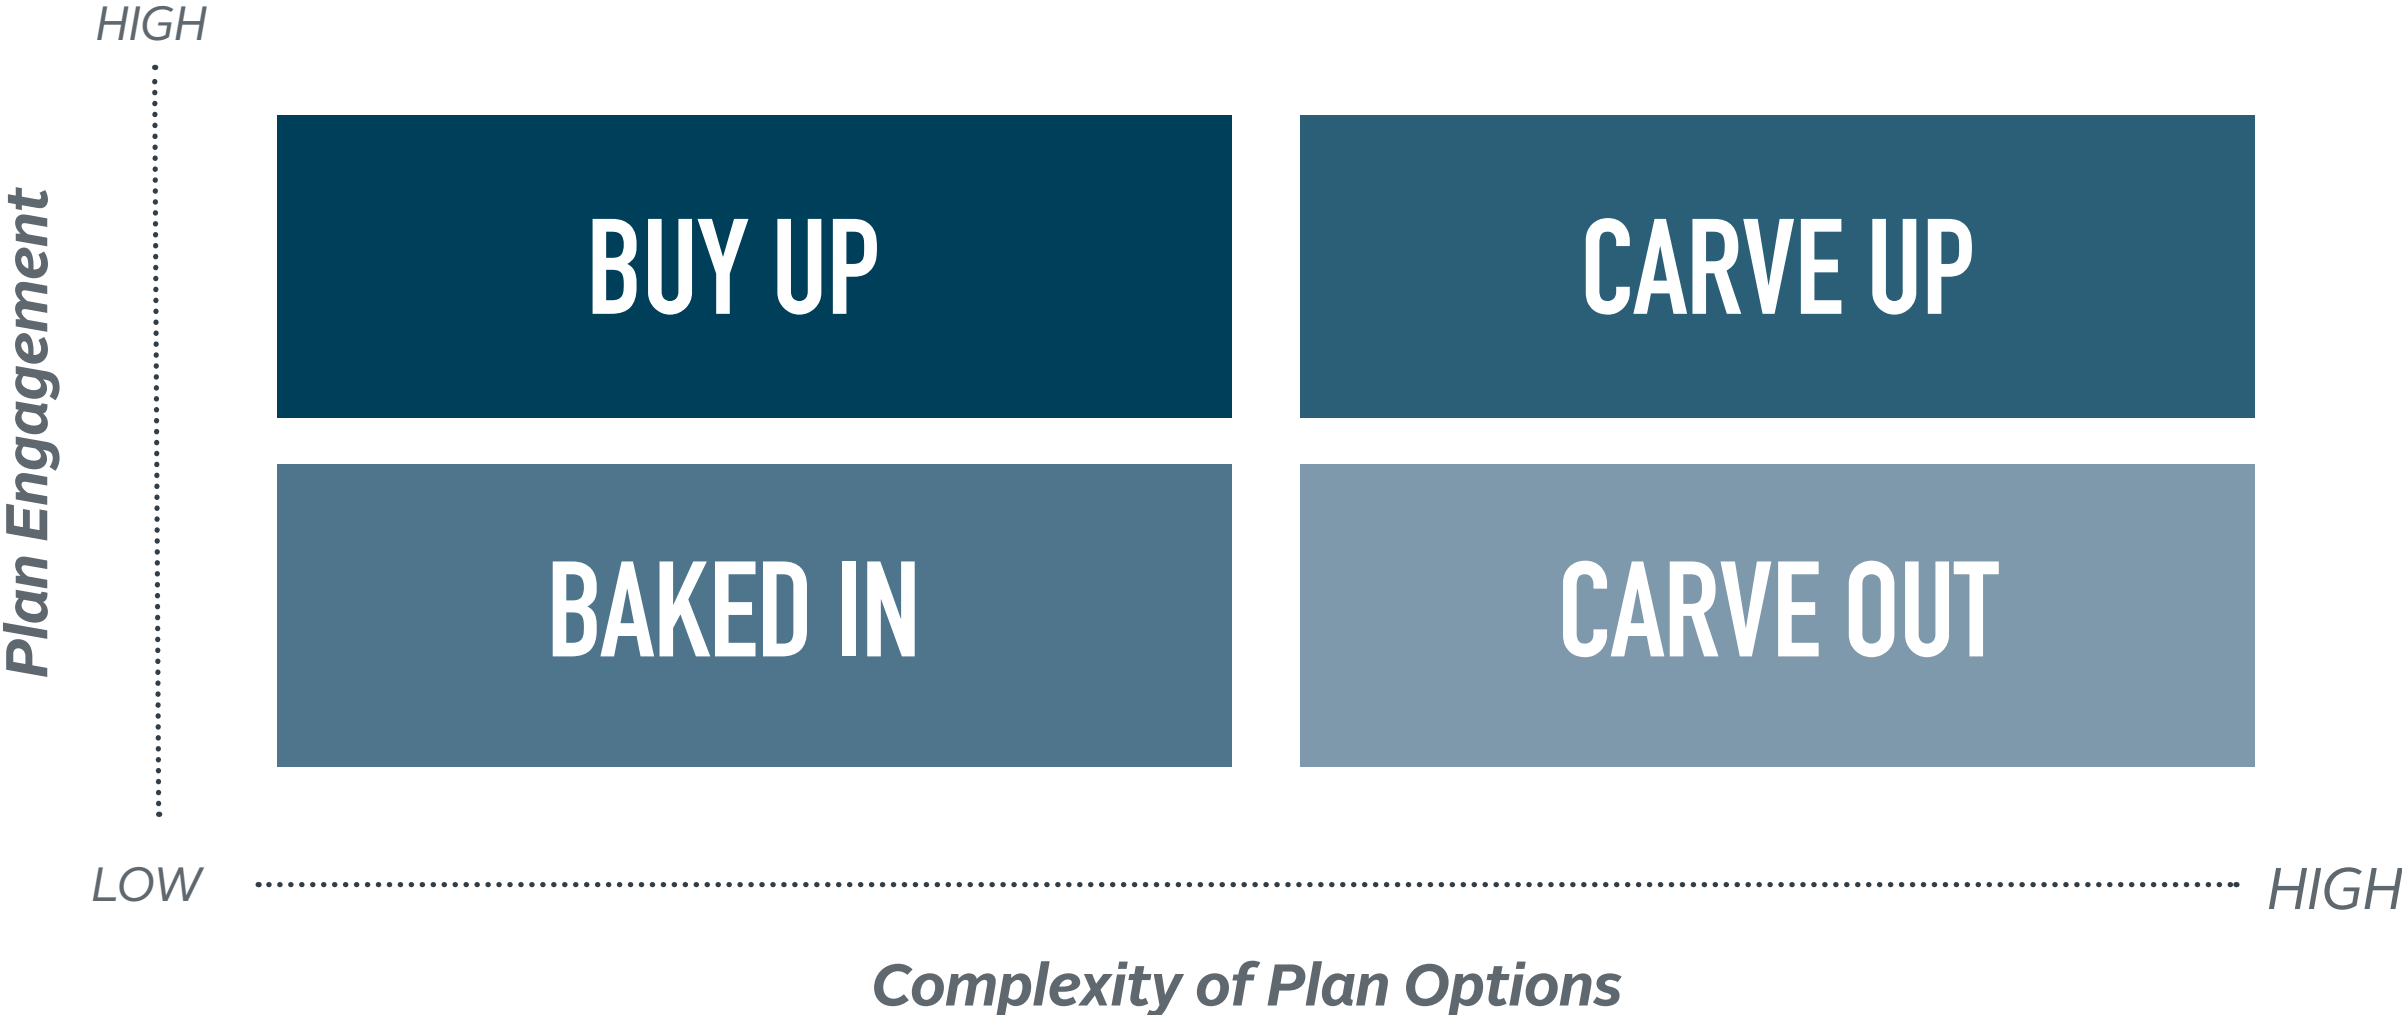 HIGH
Plan Engagement
BUY UP
CARVE UP
BAKED IN
CARVE OUT
LOW
HIGH
Complexity of Plan Options